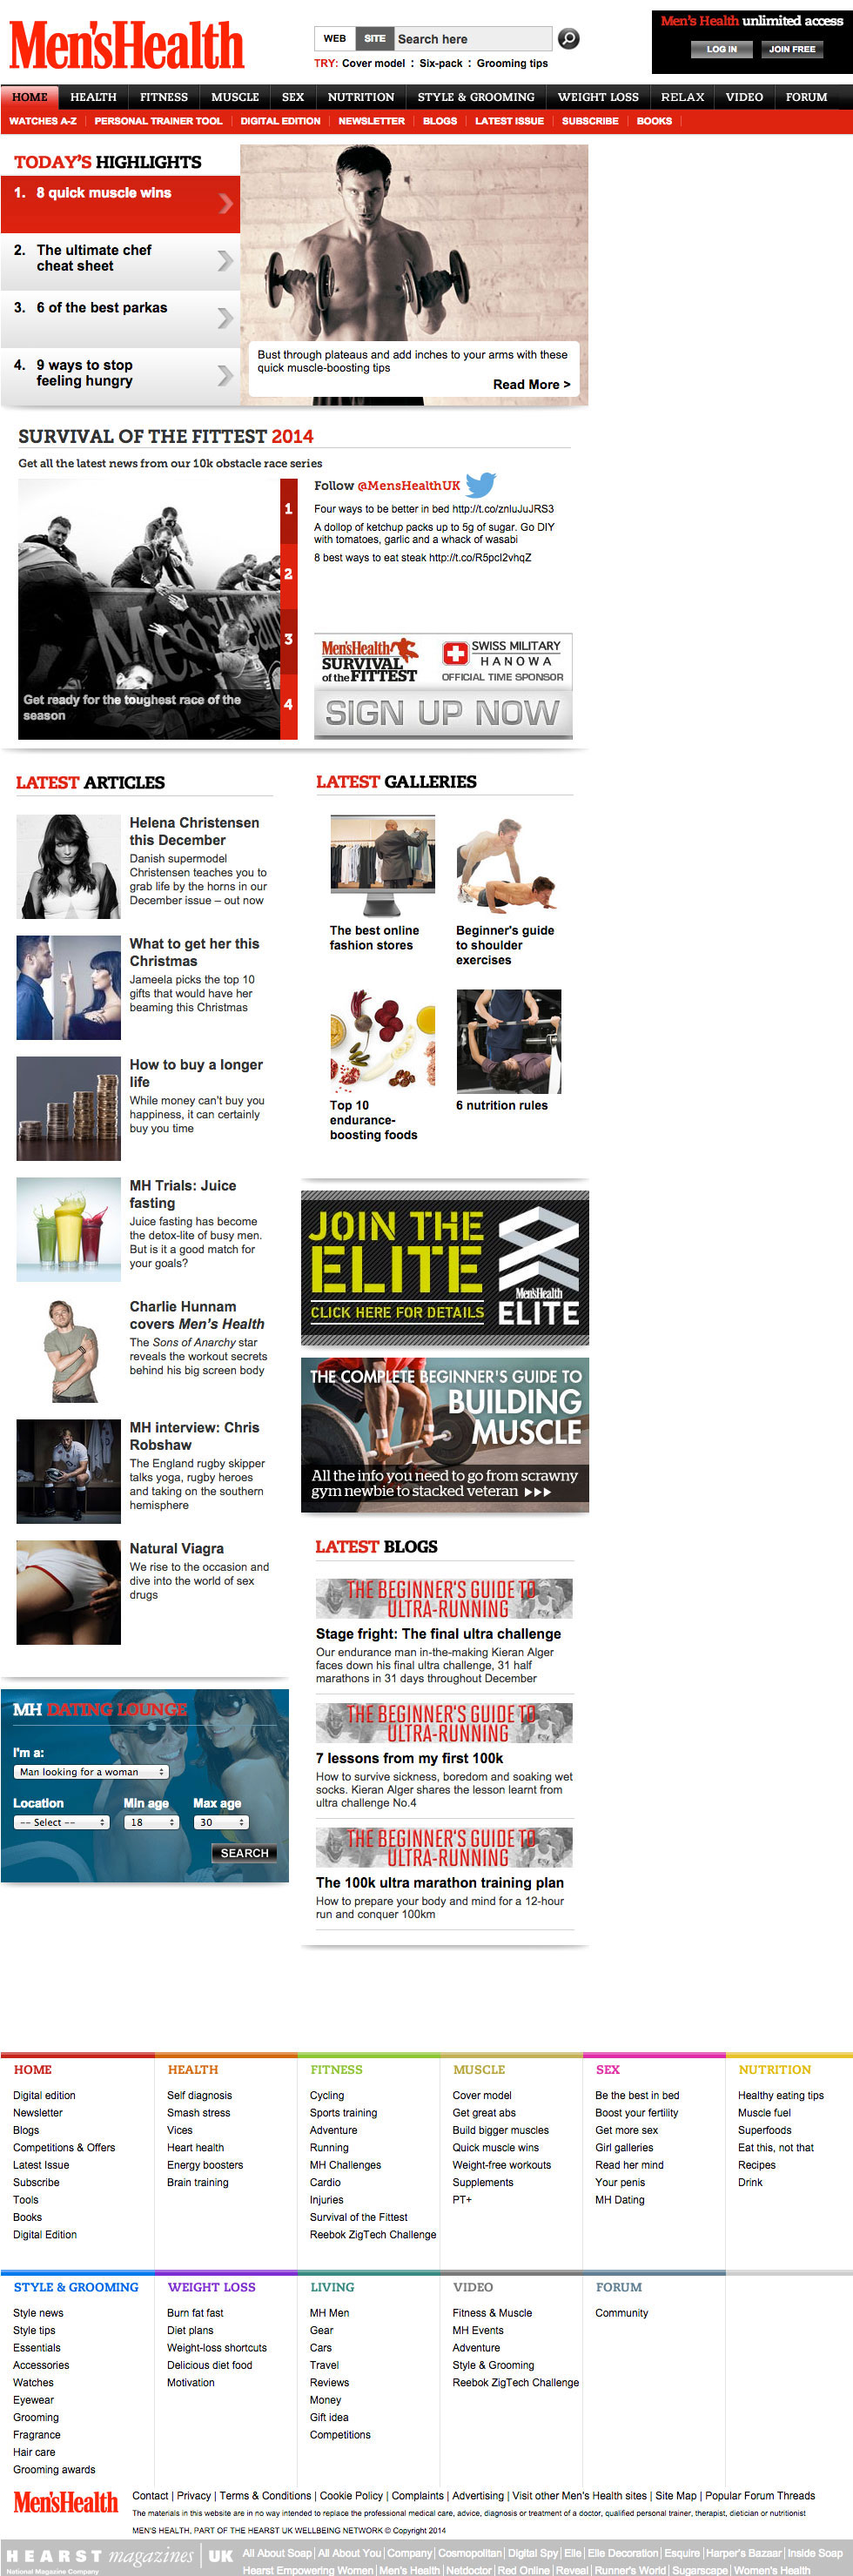 Men'sHealth
WEB SITE Search here
TRY: Cover model : Six-pack : Grooming tips
Men's Health unlimited access
LOG IN JOIN FREE
HOME HEALTH FITNESS MUSCLE SEX NUTRITION STYLE & GROOMING WEIGHT LOSS RELAX VIDEO FORUM
WATCHES A-Z PERSONAL TRAINER TOOL DIGITAL EDITION NEWSLETTER BLOGS LATEST ISSUE SUBSCRIBE BOOKS
TODAY'S HIGHLIGHTS
1. 8 quick muscle wins
2. The ultimate chef
cheat sheet
3. 6 of the best parkas
4. 9 ways to stop
feeling hungry
Bust through plateaus and add inches to your arms with these
quick muscle-boosting tips
Read More >
SURVIVAL OF THE FITTEST 2014
Get all the latest news from our 10k obstacle race series
1
2
3
4
Get ready for the toughest race of the
season
Follow @MensHealthUK
Four ways to be better in bed http://t.co/znluJuJRS3
A dollop of ketchup packs up to 5g of sugar. Go DIY
with tomatoes, garlic and a whack of wasabi
8 best ways to eat steak http://t.co/R5pcl2vhqZ
Men'sHealth
SURVIVAL
of the FITTEST
SWISS MILITARY
HANOWA
OFFICIAL TIME SPONSOR
SIGN UP NOW
LATEST ARTICLES
Helena Christensen
this December
Danish supermodel
Christensen teaches you to
grab life by the horns in our
December issue – out now
What to get her this
Christmas
Jameela picks the top 10
gifts that would have her
beaming this Christmas
How to buy a longer
life
While money can't buy you
happiness, it can certainly
buy you time
MH Trials: Juice
fasting
Juice fasting has become
the detox-lite of busy men.
But is it a good match for
your goals?
Charlie Hunnam
covers Men's Health
The Sons of Anarchy star
reveals the workout secrets
behind his big screen body
MH interview: Chris
Robshaw
The England rugby skipper
talks yoga, rugby heroes
and taking on the southern
hemisphere
Natural Viagra
We rise to the occasion and
dive into the world of sex
drugs
MH DATING LOUNGE
I'm a:
Man looking for a woman
Location Min age Max age
-- Select -- 18 30
SEARCH
LATEST GALLERIES
The best online
fashion stores
Beginner's guide
to shoulder
exercises
Top 10
endurance-
boosting foods
6 nutrition rules
JOIN THE
ELITE
CLICK HERE FOR DETAILS
Men'sHealth
ELITE
THE COMPLETE BEGINNER'S GUIDE TO
BUILDING
MUSCLE
All the info you need to go from scrawny
gym newbie to stacked veteran
LATEST BLOGS
THE BEGINNER'S GUIDE TO
ULTRA-RUNNING
Stage fright: The final ultra challenge
Our endurance man in-the-making Kieran Alger
faces down his final ultra challenge, 31 half
marathons in 31 days throughout December
THE BEGINNER'S GUIDE TO
ULTRA-RUNNING
7 lessons from my first 100k
How to survive sickness, boredom and soaking wet
socks. Kieran Alger shares the lesson learnt from
ultra challenge No.4
THE BEGINNER'S GUIDE TO
ULTRA-RUNNING
The 100k ultra marathon training plan
How to prepare your body and mind for a 12-hour
run and conquer 100km
HOME
Digital edition
Newsletter
Blogs
Competitions & Offers
Latest Issue
Subscribe
Tools
Books
Digital Edition
HEALTH
Self diagnosis
Smash stress
Vices
Heart health
Energy boosters
Brain training
FITNESS
Cycling
Sports training
Adventure
Running
MH Challenges
Cardio
Injuries
Survival of the Fittest
Reebok ZigTech Challenge
MUSCLE
Cover model
Get great abs
Build bigger muscles
Quick muscle wins
Weight-free workouts
Supplements
PT+
SEX
Be the best in bed
Boost your fertility
Get more sex
Girl galleries
Read her mind
Your penis
MH Dating
NUTRITION
Healthy eating tips
Muscle fuel
Superfoods
Eat this, not that
Recipes
Drink
STYLE & GROOMING
Style news
Style tips
Essentials
Accessories
Watches
Eyewear
Grooming
Fragrance
Hair care
Grooming awards
WEIGHT LOSS
Burn fat fast
Diet plans
Weight-loss shortcuts
Delicious diet food
Motivation
LIVING
MH Men
Gear
Cars
Travel
Reviews
Money
Gift idea
Competitions
VIDEO
Fitness & Muscle
MH Events
Adventure
Style & Grooming
Reebok ZigTech Challenge
FORUM
Community
Men'sHealth
Contact | Privacy | Terms & Conditions | Cookie Policy | Complaints | Advertising | Visit other Men's Health sites | Site Map | Popular Forum Threads
The materials in this website are in no way intended to replace the professional medical care, advice, diagnosis or treatment of a doctor, qualified personal trainer, therapist, dietician or nutritionist
MEN'S HEALTH, PART OF THE HEARST UK WELLBEING NETWORK © Copyright 2014
HEARST magazines UK
National Magazine Company
All About Soap | All About You | Company | Cosmopolitan | Digital Spy | Elle | Elle Decoration | Esquire | Harper's Bazaar | Inside Soap
Hearst Empowering Women | Men's Health | Netdoctor | Red Online | Reveal | Runner's World | Sugarscape | Women's Health